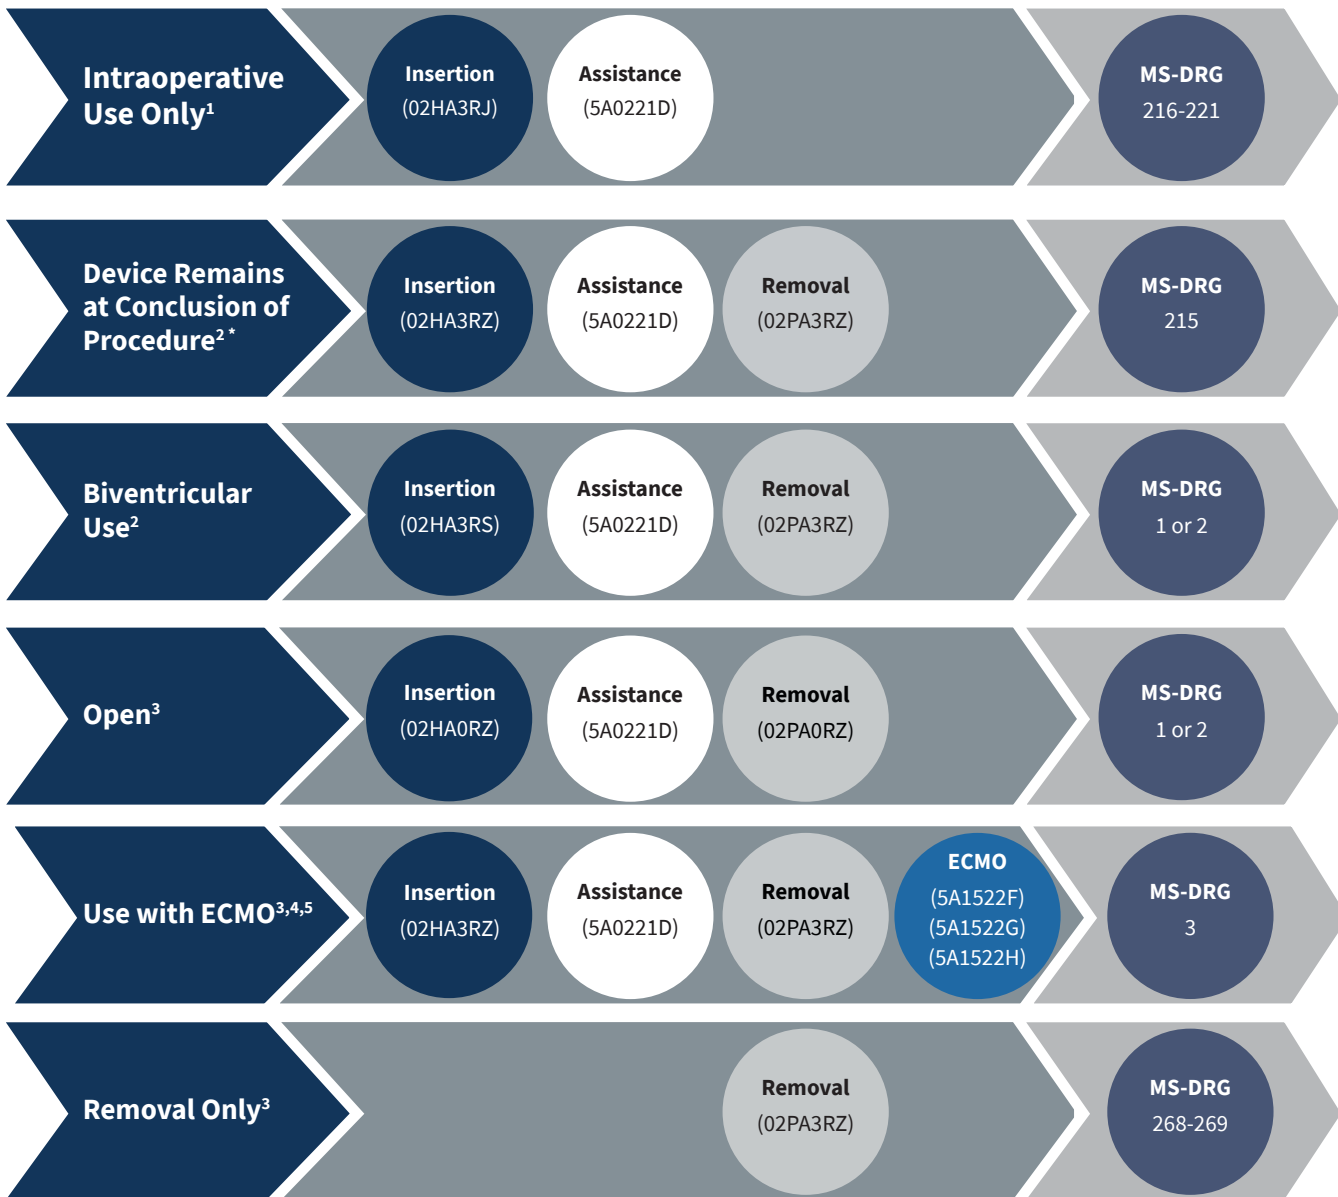 Intraoperative
Use Only¹
Insertion
(02HA3RJ)
Assistance
(5A0221D)
MS-DRG
216-221
Device Remains
at Conclusion of
Procedure² *
Insertion
(02HA3RZ)
Assistance
(5A0221D)
Removal
(02PA3RZ)
MS-DRG
215
Biventricular
Use²
Insertion
(02HA3RS)
Assistance
(5A0221D)
Removal
(02PA3RZ)
MS-DRG
1 or 2
Open³
Insertion
(02HA0RZ)
Assistance
(5A0221D)
Removal
(02PA0RZ)
MS-DRG
1 or 2
Use with ECMO³,⁴,⁵
Insertion
(02HA3RZ)
Assistance
(5A0221D)
Removal
(02PA3RZ)
ECMO
(5A1522F)
(5A1522G)
(5A1522H)
MS-DRG
3
Removal Only³
Removal
(02PA3RZ)
MS-DRG
268-269